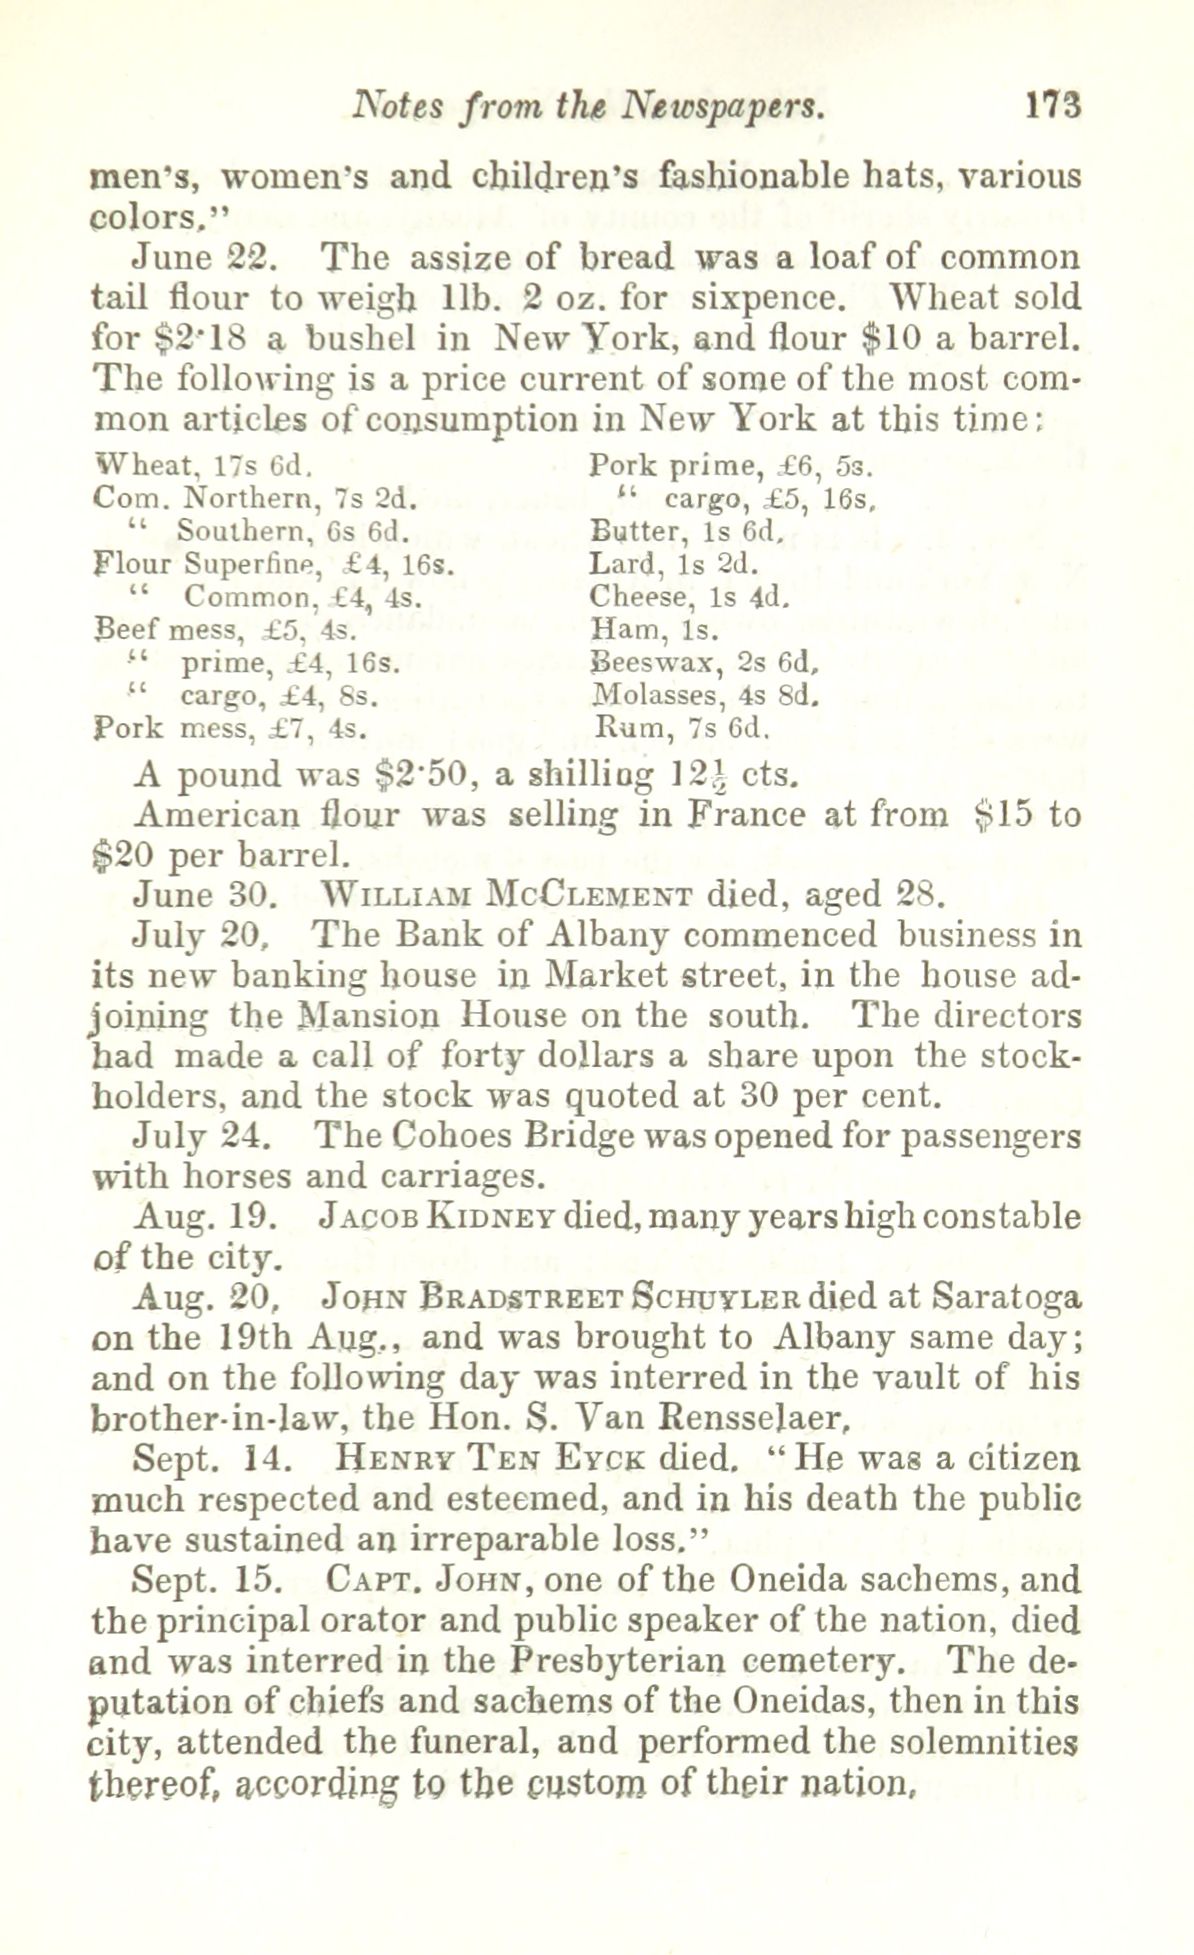 Notes from the Newspapers. 173
men's, women's and children's fashionable hats, various
colors."
June 22. The assize of bread was a loaf of common
tail flour to weigh 1lb. 2 oz. for sixpence. Wheat sold
for $2·18 a bushel in New York, and flour $10 a barrel.
The following is a price current of some of the most com-
mon articles of consumption in New York at this time:
Wheat, 17s 6d.
Com. Northern, 7s 2d.
“ Southern, 6s 6d.
Flour Superfine, £4, 16s.
“ Common, £4, 4s.
Beef mess, £5, 4s.
“ prime, £4, 16s.
“ cargo, £4, 8s.
Pork mess, £7, 4s.
Pork prime, £6, 5s.
“ cargo, £5, 16s.
Butter, 1s 6d.
Lard, 1s 2d.
Cheese, 1s 4d.
Ham, 1s.
Beeswax, 2s 6d.
Molasses, 4s 8d.
Rum, 7s 6d.
A pound was $2·50, a shilling 12½ cts.
American flour was selling in France at from $15 to
$20 per barrel.
June 30. WILLIAM MCCLEMENT died, aged 28.
July 20. The Bank of Albany commenced business in
its new banking house in Market street, in the house ad-
joining the Mansion House on the south. The directors
had made a call of forty dollars a share upon the stock-
holders, and the stock was quoted at 30 per cent.
July 24. The Cohoes Bridge was opened for passengers
with horses and carriages.
Aug. 19. JACOB KIDNEY died, many years high constable
of the city.
Aug. 20. JOHN BRADSTREET SCHUYLER died at Saratoga
on the 19th Aug., and was brought to Albany same day;
and on the following day was interred in the vault of his
brother-in-law, the Hon. S. Van Rensselaer.
Sept. 14. HENRY TEN EYCK died. “He was a citizen
much respected and esteemed, and in his death the public
have sustained an irreparable loss.”
Sept. 15. CAPT. JOHN, one of the Oneida sachems, and
the principal orator and public speaker of the nation, died
and was interred in the Presbyterian cemetery. The de-
putation of chiefs and sachems of the Oneidas, then in this
city, attended the funeral, and performed the solemnities
thereof, according to the custom of their nation.